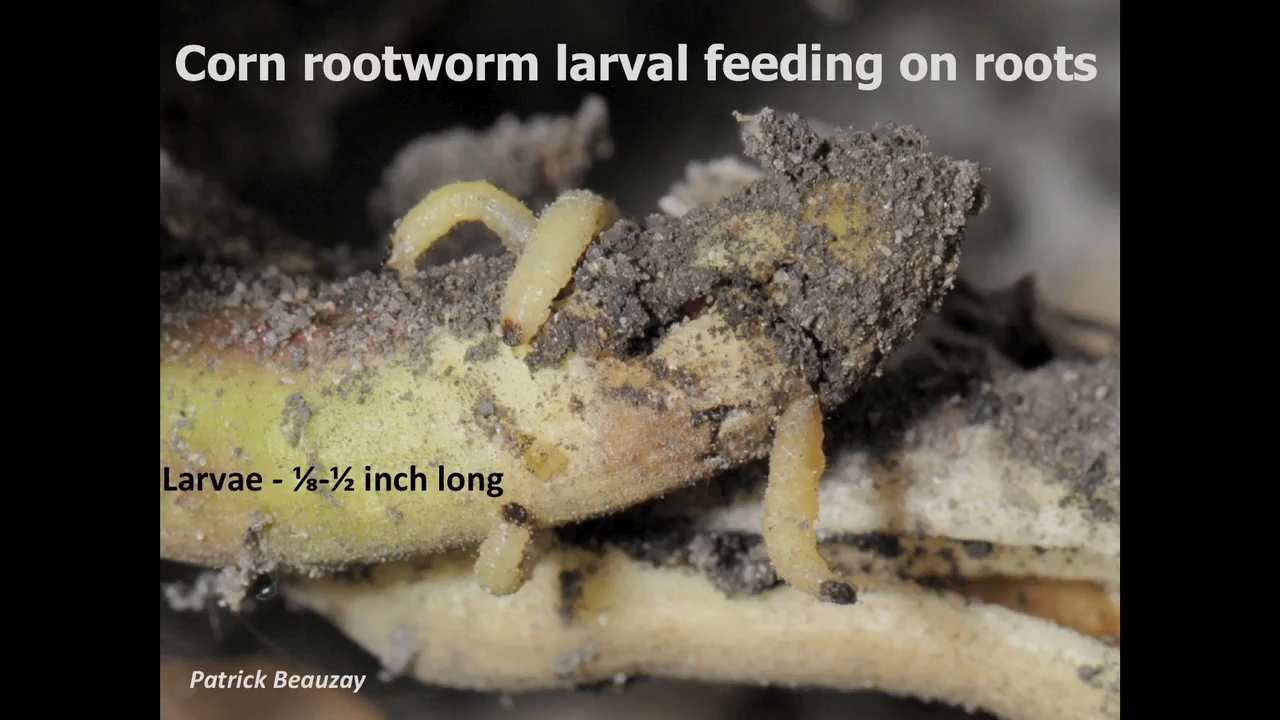 Corn rootworm larval feeding on roots
Larvae - ⅛-½ inch long
Patrick Beauzay